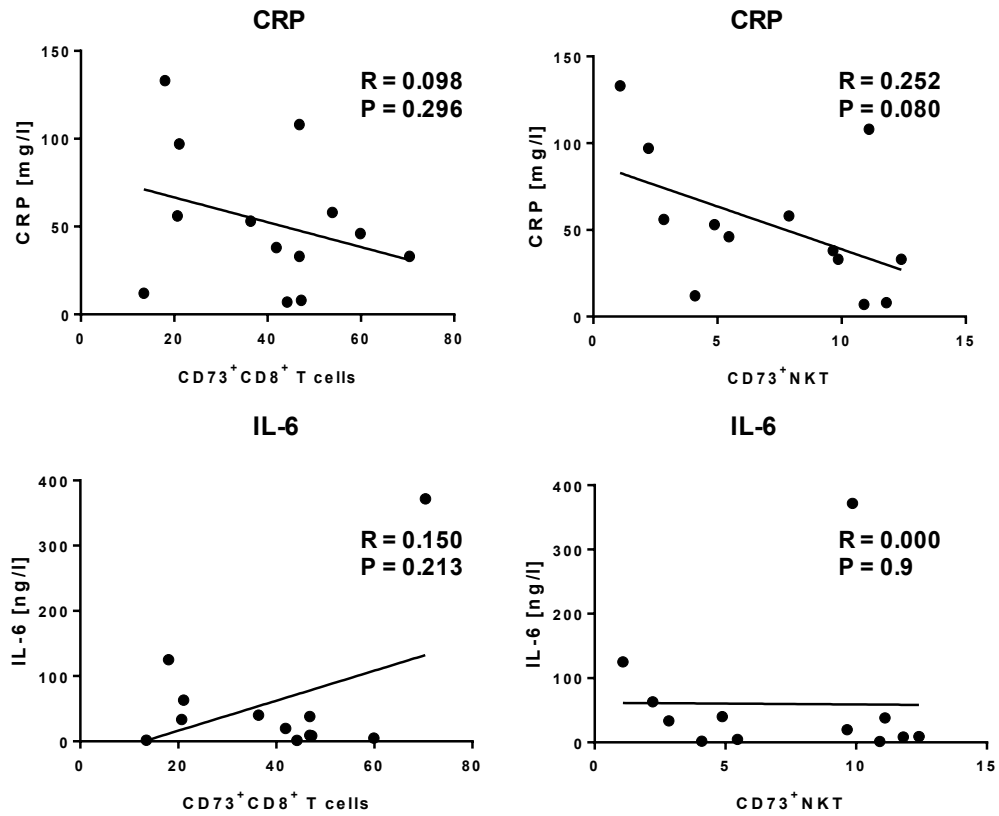 CRP
150
100
50
0
CRP [mg/l]
R = 0.098
P = 0.296
0 20 40 60 80
CD73+CD8+ T cells
CRP
150
100
50
0
CRP [mg/l]
R = 0.252
P = 0.080
0 5 10 15
CD73+NKT
IL-6
400
300
200
100
0
IL-6 [ng/l]
R = 0.150
P = 0.213
0 20 40 60 80
CD73+CD8+ T cells
IL-6
400
300
200
100
0
IL-6 [ng/l]
R = 0.000
P = 0.9
0 5 10 15
CD73+NKT